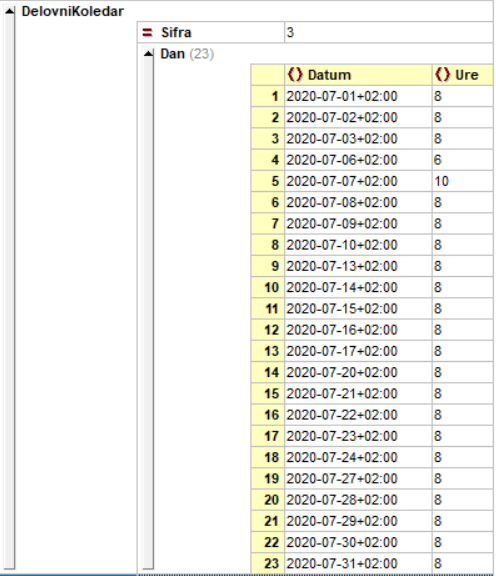 DelovniKoledar
= Sifra 3
Dan (23)
{} Datum {} Ure
1 2020-07-01+02:00 8
2 2020-07-02+02:00 8
3 2020-07-03+02:00 8
4 2020-07-06+02:00 6
5 2020-07-07+02:00 10
6 2020-07-08+02:00 8
7 2020-07-09+02:00 8
8 2020-07-10+02:00 8
9 2020-07-13+02:00 8
10 2020-07-14+02:00 8
11 2020-07-15+02:00 8
12 2020-07-16+02:00 8
13 2020-07-17+02:00 8
14 2020-07-20+02:00 8
15 2020-07-21+02:00 8
16 2020-07-22+02:00 8
17 2020-07-23+02:00 8
18 2020-07-24+02:00 8
19 2020-07-27+02:00 8
20 2020-07-28+02:00 8
21 2020-07-29+02:00 8
22 2020-07-30+02:00 8
23 2020-07-31+02:00 8